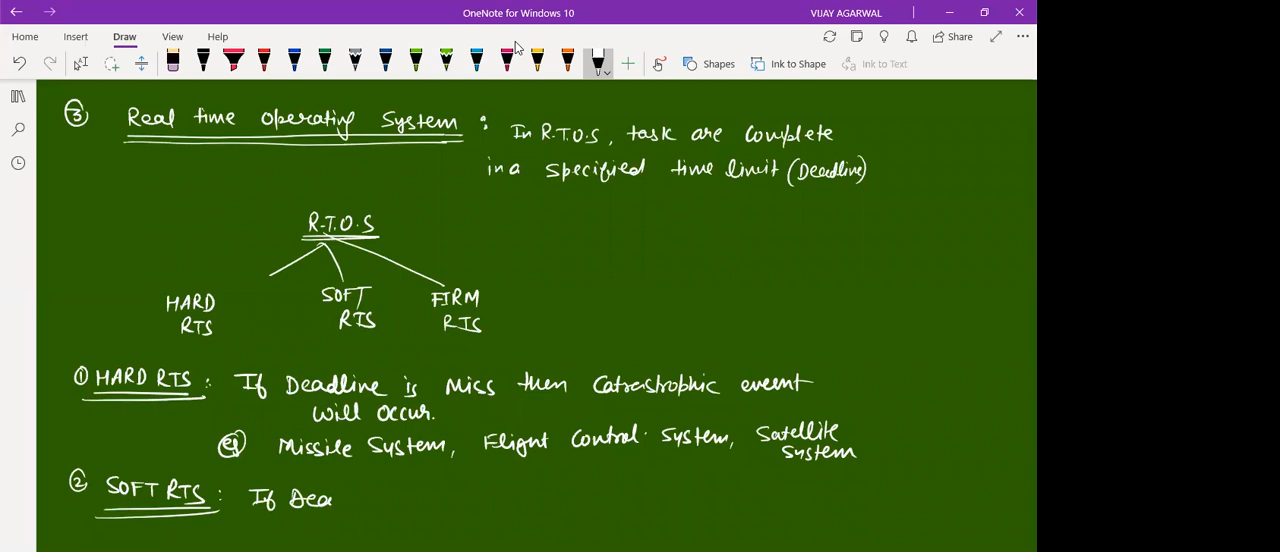 OneNote for Windows 10
VIJAY AGARWAL
Home Insert Draw View Help
Share
Shapes Ink to Shape Ink to Text
③ Real time operating System : In R.T.O.S, task are complete
in a specified time limit (Deadline)
R.T.O.S
HARD RTS
SOFT RTS
FIRM RTS
① HARD RTS : If Deadline is Miss then Catrastrophic event
will occur.
eg Missile System, Flight Control System, Satellite System
② SOFT RTS : If Dea